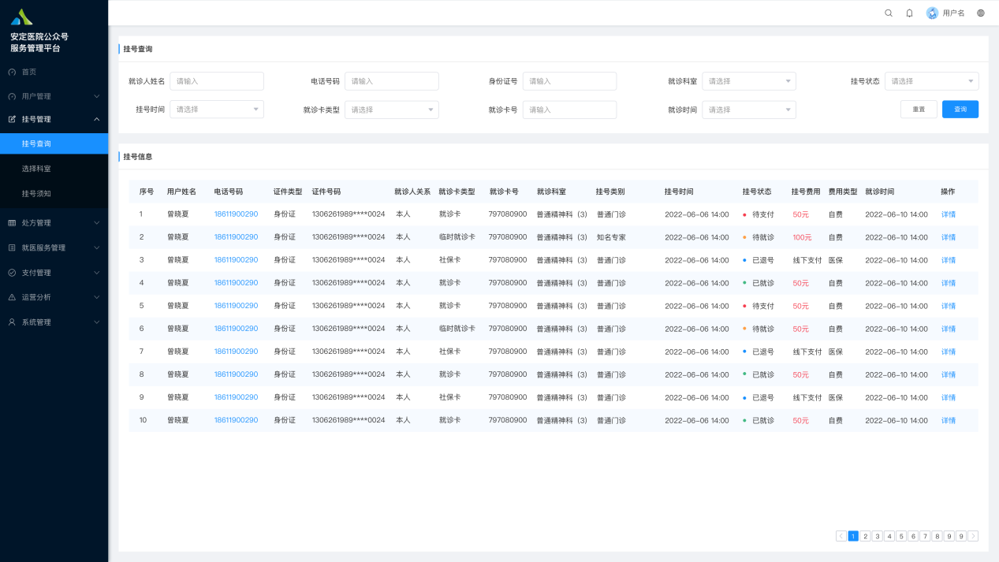 安定医院公众号
服务管理平台
首页
用户管理
挂号管理
挂号查询
选择科室
挂号须知
处方管理
就医服务管理
支付管理
运营分析
系统管理
用户名
挂号查询
就诊人姓名 请输入 电话号码 请输入 身份证号 请输入 就诊科室 请选择 挂号状态 请选择
挂号时间 请选择 就诊卡类型 请选择 就诊卡号 请输入 就诊时间 请选择 重置 查询
挂号信息
序号 用户姓名 电话号码 证件类型 证件号码 就诊人关系 就诊卡类型 就诊卡号 就诊科室 挂号类别 挂号时间 挂号状态 挂号费用 费用类型 就诊时间 操作
1 曾晓夏 18611900290 身份证 1306261989****0024 本人 就诊卡 797080900 普通精神科（3） 普通门诊 2022-06-06 14:00 待支付 50元 自费 2022-06-10 14:00 详情
2 曾晓夏 18611900290 身份证 1306261989****0024 本人 临时就诊卡 797080900 普通精神科（3） 知名专家 2022-06-06 14:00 待就诊 100元 自费 2022-06-10 14:00 详情
3 曾晓夏 18611900290 身份证 1306261989****0024 本人 社保卡 797080900 普通精神科（3） 普通门诊 2022-06-06 14:00 已退号 线下支付 医保 2022-06-10 14:00 详情
4 曾晓夏 18611900290 身份证 1306261989****0024 本人 就诊卡 797080900 普通精神科（3） 普通门诊 2022-06-06 14:00 已就诊 50元 自费 2022-06-10 14:00 详情
5 曾晓夏 18611900290 身份证 1306261989****0024 本人 就诊卡 797080900 普通精神科（3） 普通门诊 2022-06-06 14:00 待支付 50元 自费 2022-06-10 14:00 详情
6 曾晓夏 18611900290 身份证 1306261989****0024 本人 临时就诊卡 797080900 普通精神科（3） 普通门诊 2022-06-06 14:00 待就诊 50元 自费 2022-06-10 14:00 详情
7 曾晓夏 18611900290 身份证 1306261989****0024 本人 社保卡 797080900 普通精神科（3） 普通门诊 2022-06-06 14:00 已退号 线下支付 医保 2022-06-10 14:00 详情
8 曾晓夏 18611900290 身份证 1306261989****0024 本人 就诊卡 797080900 普通精神科（3） 普通门诊 2022-06-06 14:00 已就诊 50元 自费 2022-06-10 14:00 详情
9 曾晓夏 18611900290 身份证 1306261989****0024 本人 社保卡 797080900 普通精神科（3） 普通门诊 2022-06-06 14:00 已退号 线下支付 医保 2022-06-10 14:00 详情
10 曾晓夏 18611900290 身份证 1306261989****0024 本人 就诊卡 797080900 普通精神科（3） 普通门诊 2022-06-06 14:00 已就诊 50元 自费 2022-06-10 14:00 详情
1 2 3 4 5 6 7 8 9 9